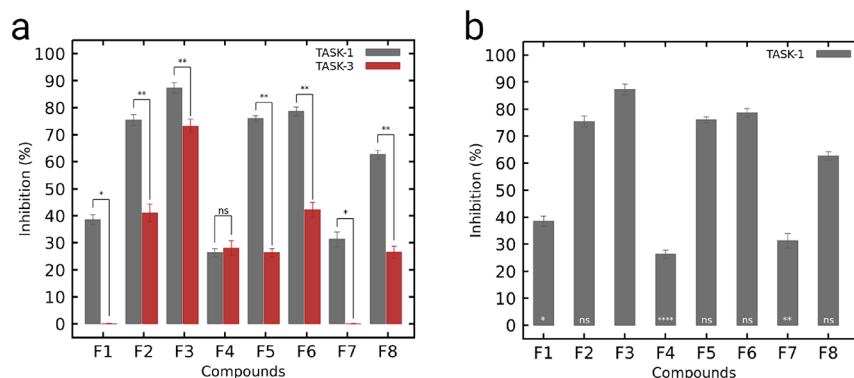 a
TASK-1
TASK-3
Inhibition (%)
100
90
80
70
60
50
40
30
20
10
0
*
**
**
ns
**
**
*
**
F1 F2 F3 F4 F5 F6 F7 F8
Compounds
b
TASK-1
Inhibition (%)
100
90
80
70
60
50
40
30
20
10
0
* ns **** ns ns ** ns
F1 F2 F3 F4 F5 F6 F7 F8
Compounds